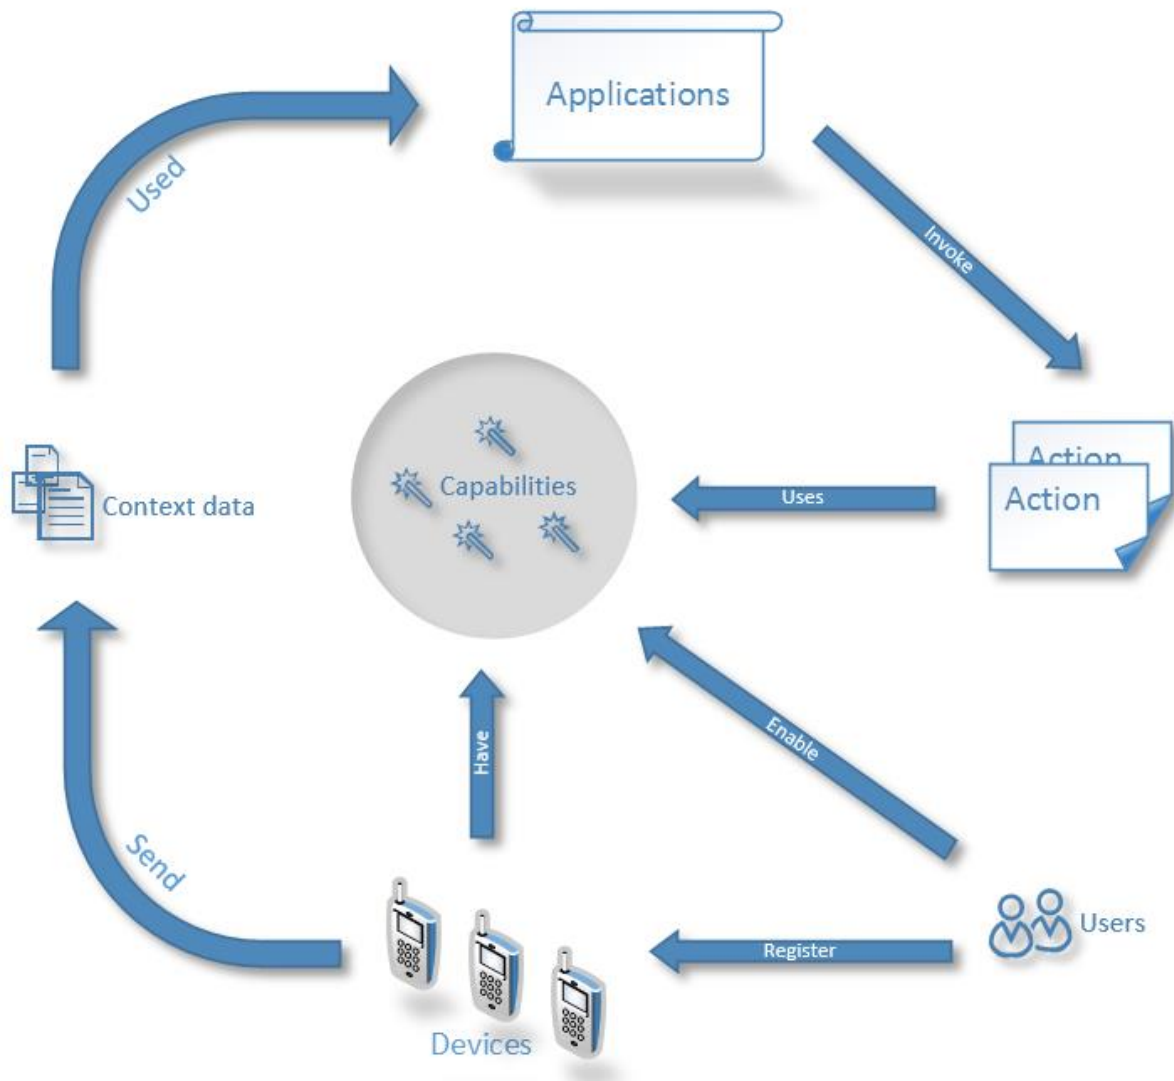 Applications
Used
Invoke
Action
Action
Capabilities
Uses
Context data
Enable
Have
Send
Users
Register
Devices